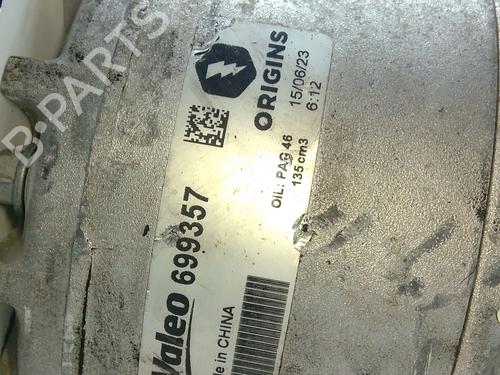 B-PARTS
ORIGINS
15/06/23
6:12
OIL: PAG 46
135 cm3
Valeo 699357
in CHINA